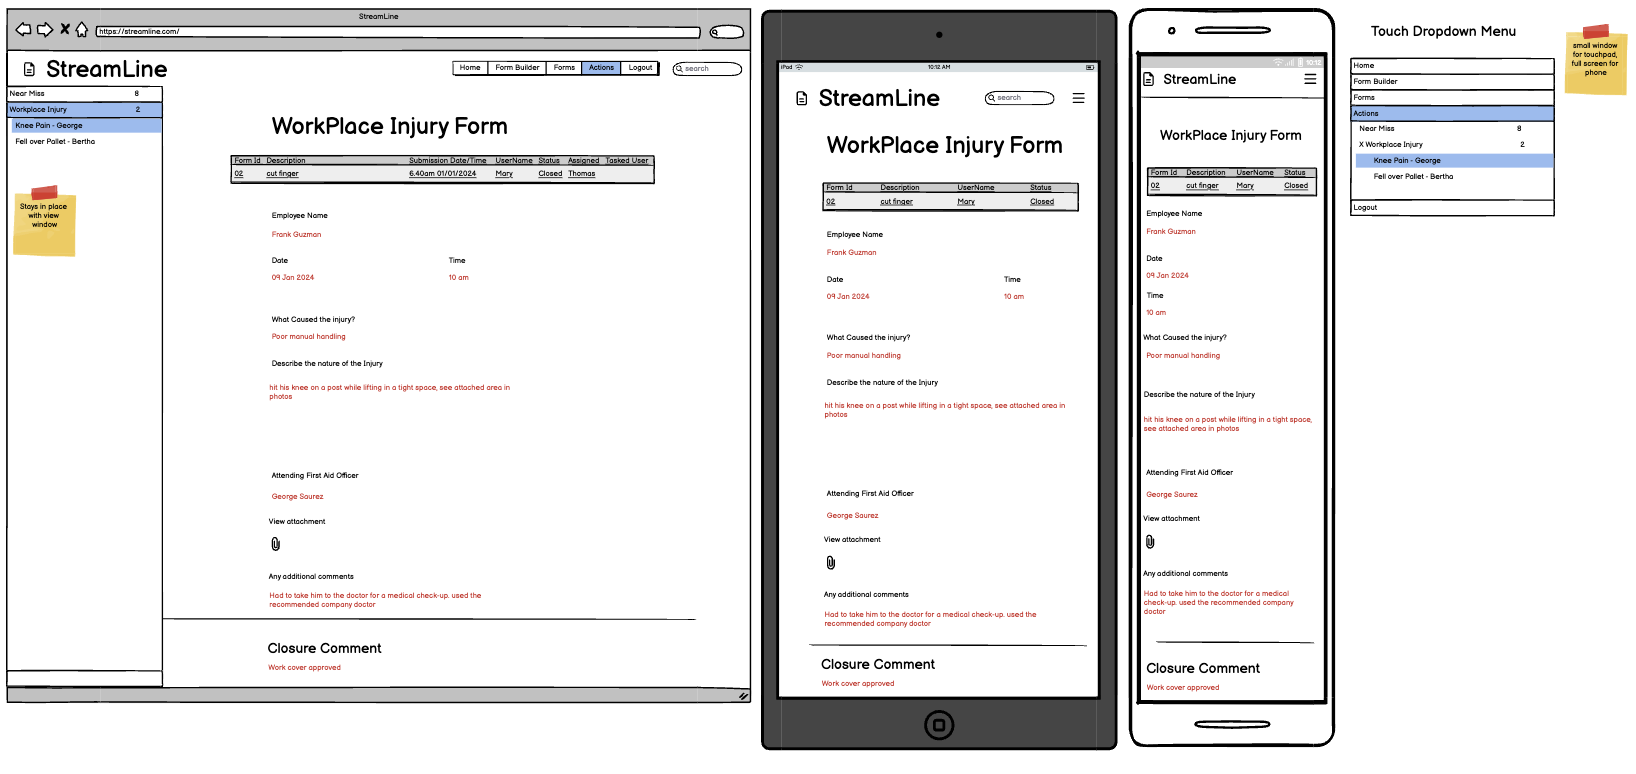 StreamLine
https://streamline.com/
StreamLine
Home Form Builder Forms Actions Logout search
Near Miss 8
Workplace Injury 2
Knee Pain - George
Fell over Pallet - Bertha
Stays in place
with view
window
WorkPlace Injury Form
Form Id Description Submission Date/Time UserName Status Assigned Tasked User
02 cut finger 6.40am 01/01/2024 Mary Closed Thomas
Employee Name
Frank Guzman
Date Time
09 Jan 2024 10 am
What Caused the injury?
Poor manual handling
Describe the nature of the Injury
hit his knee on a post while lifting in a tight space, see attached area in
photos
Attending First Aid Officer
George Saurez
View attachment
Any additional comments
Had to take him to the doctor for a medical check-up. used the
recommended company doctor
Closure Comment
Work cover approved
iPad 10:12 AM
StreamLine search
WorkPlace Injury Form
Form Id Description UserName Status
02 cut finger Mary Closed
Employee Name
Frank Guzman
Date Time
09 Jan 2024 10 am
What Caused the injury?
Poor manual handling
Describe the nature of the Injury
hit his knee on a post while lifting in a tight space, see attached area in
photos
Attending First Aid Officer
George Saurez
View attachment
Any additional comments
Had to take him to the doctor for a medical check-up. used the
recommended company doctor
Closure Comment
Work cover approved
10:12
StreamLine
WorkPlace Injury Form
Form Id Description UserName Status
02 cut finger Mary Closed
Employee Name
Frank Guzman
Date
09 Jan 2024
Time
10 am
What Caused the injury?
Poor manual handling
Describe the nature of the Injury
hit his knee on a post while lifting in a tight space,
see attached area in photos
Attending First Aid Officer
George Saurez
View attachment
Any additional comments
Had to take him to the doctor for a medical
check-up. used the recommended company
doctor
Closure Comment
Work cover approved
Touch Dropdown Menu
Home
Form Builder
Forms
Actions
Near Miss 8
X Workplace Injury 2
Knee Pain - George
Fell over Pallet - Bertha
Logout
small window
for touchpad,
full screen for
phone